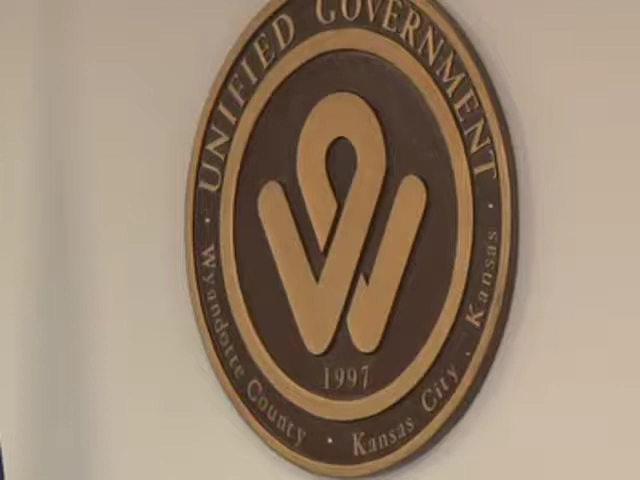 UNIFIED GOVERNMENT
Wyandotte County · Kansas City, Kansas
1997